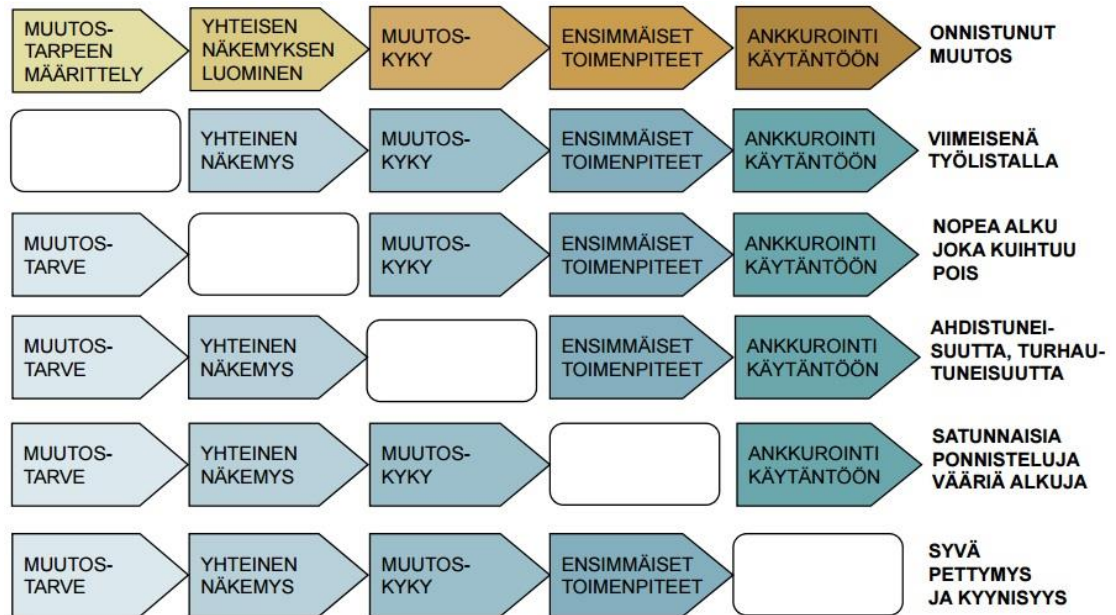 MUUTOS-
TARPEEN
MÄÄRITTELY
YHTEISEN
NÄKEMYKSEN
LUOMINEN
MUUTOS-
KYKY
ENSIMMÄISET
TOIMENPITEET
ANKKUROINTI
KÄYTÄNTÖÖN
ONNISTUNUT
MUUTOS
YHTEINEN
NÄKEMYS
MUUTOS-
KYKY
ENSIMMÄISET
TOIMENPITEET
ANKKUROINTI
KÄYTÄNTÖÖN
VIIMEISENÄ
TYÖLISTALLA
MUUTOS-
TARVE
MUUTOS-
KYKY
ENSIMMÄISET
TOIMENPITEET
ANKKUROINTI
KÄYTÄNTÖÖN
NOPEA ALKU
JOKA KUIHTUU
POIS
MUUTOS-
TARVE
YHTEINEN
NÄKEMYS
ENSIMMÄISET
TOIMENPITEET
ANKKUROINTI
KÄYTÄNTÖÖN
AHDISTUNEI-
SUUTTA, TURHAU-
TUNEISUUTTA
MUUTOS-
TARVE
YHTEINEN
NÄKEMYS
MUUTOS-
KYKY
ANKKUROINTI
KÄYTÄNTÖÖN
SATUNNAISIA
PONNISTELUJA
VÄÄRIÄ ALKUJA
MUUTOS-
TARVE
YHTEINEN
NÄKEMYS
MUUTOS-
KYKY
ENSIMMÄISET
TOIMENPITEET
SYVÄ
PETTYMYS
JA KYYNISYYS